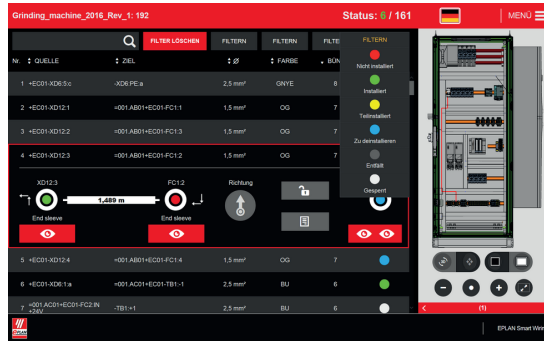 Grinding_machine_2016_Rev_1: 192
Status: 6 / 161
MENÜ
FILTER LÖSCHEN
FILTERN
FILTERN
FILTE
FILTERN
Nr.
QUELLE
ZIEL
Ø
FARBE
BÜN
Nicht installiert
Installiert
Teilinstalliert
Zu deinstallieren
Entfällt
Gesperrt
1 +EC01-XD6:5:c -XD6:PE:a 2,5 mm² GNYE 8
2 +EC01-XD12:1 =001.AB01+EC01-FC1:1 1,5 mm² OG 7
3 +EC01-XD12:2 =001.AB01+EC01-FC1:3 1,5 mm² OG 7
4 +EC01-XD12:3 =001.AB01+EC01-FC1:2 1,5 mm² OG 7
XD12:3
1,489 m
FC1:2
Richtung
End sleeve
End sleeve
5 +EC01-XD12:4 =001.AB01+EC01-FC1:4 1,5 mm² OG 7
6 +EC01-XD6:1:a =001.AC01+EC01-TB1:-1 2,5 mm² BU 6
7 =001.AC01+EC01-FC2:IN
+24V -TB1:+1 2,5 mm² BU 6
(1)
EPLAN
EPLAN Smart Wirin